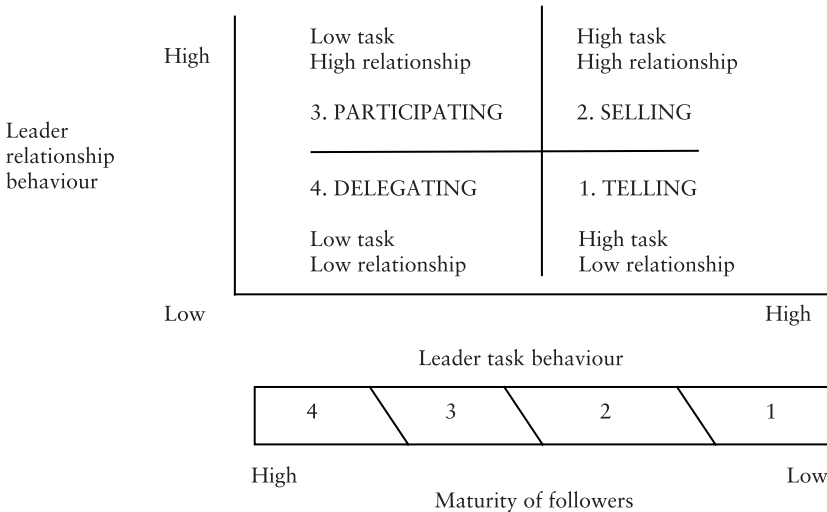 High
Leader
relationship
behaviour
Low task
High relationship
3. PARTICIPATING
High task
High relationship
2. SELLING
4. DELEGATING
Low task
Low relationship
1. TELLING
High task
Low relationship
Low
High
Leader task behaviour
4 3 2 1
High
Low
Maturity of followers